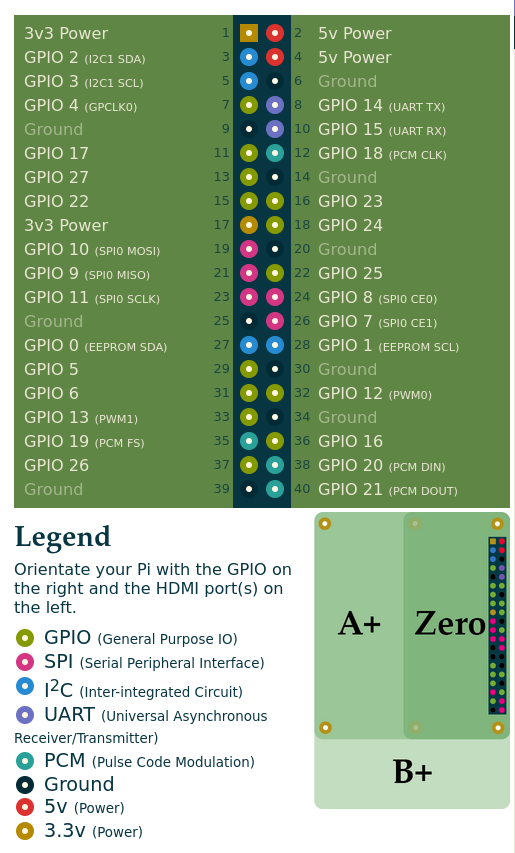 3v3 Power 1 2 5v Power
GPIO 2 (I2C1 SDA) 3 4 5v Power
GPIO 3 (I2C1 SCL) 5 6 Ground
GPIO 4 (GPCLK0) 7 8 GPIO 14 (UART TX)
Ground 9 10 GPIO 15 (UART RX)
GPIO 17 11 12 GPIO 18 (PCM CLK)
GPIO 27 13 14 Ground
GPIO 22 15 16 GPIO 23
3v3 Power 17 18 GPIO 24
GPIO 10 (SPI0 MOSI) 19 20 Ground
GPIO 9 (SPI0 MISO) 21 22 GPIO 25
GPIO 11 (SPI0 SCLK) 23 24 GPIO 8 (SPI0 CE0)
Ground 25 26 GPIO 7 (SPI0 CE1)
GPIO 0 (EEPROM SDA) 27 28 GPIO 1 (EEPROM SCL)
GPIO 5 29 30 Ground
GPIO 6 31 32 GPIO 12 (PWM0)
GPIO 13 (PWM1) 33 34 Ground
GPIO 19 (PCM FS) 35 36 GPIO 16
GPIO 26 37 38 GPIO 20 (PCM DIN)
Ground 39 40 GPIO 21 (PCM DOUT)
Legend
Orientate your Pi with the GPIO on
the right and the HDMI port(s) on
the left.
GPIO (General Purpose IO)
SPI (Serial Peripheral Interface)
I²C (Inter-integrated Circuit)
UART (Universal Asynchronous
Receiver/Transmitter)
PCM (Pulse Code Modulation)
Ground
5v (Power)
3.3v (Power)
A+ Zero
B+